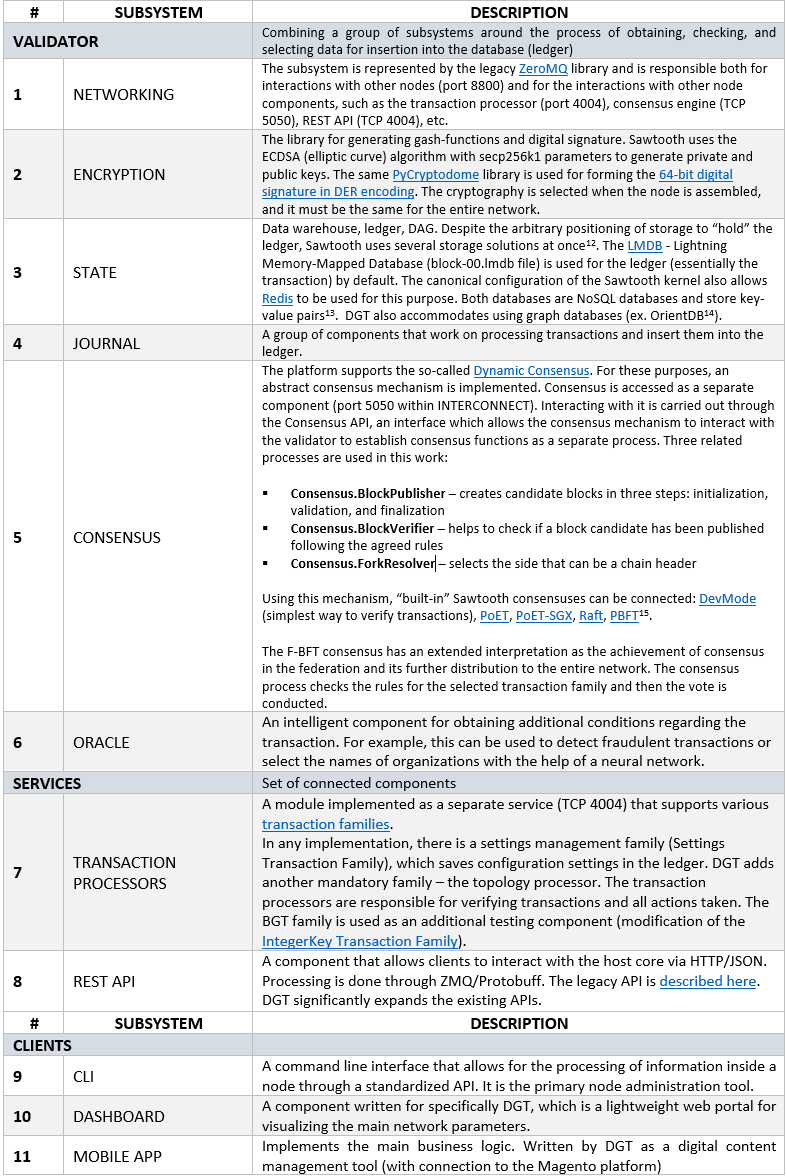 # SUBSYSTEM DESCRIPTION
VALIDATOR
Combining a group of subsystems around the process of obtaining, checking, and
selecting data for insertion into the database (ledger)
1 NETWORKING
The subsystem is represented by the legacy ZeroMQ library and is responsible both for
interactions with other nodes (port 8800) and for the interactions with other node
components, such as the transaction processor (port 4004), consensus engine (TCP
5050), REST API (TCP 4004), etc.
2 ENCRYPTION
The library for generating gash-functions and digital signature. Sawtooth uses the
ECDSA (elliptic curve) algorithm with secp256k1 parameters to generate private and
public keys. The same PyCryptodome library is used for forming the 64-bit digital
signature in DER encoding. The cryptography is selected when the node is assembled,
and it must be the same for the entire network.
3 STATE
Data warehouse, ledger, DAG. Despite the arbitrary positioning of storage to “hold” the
ledger, Sawtooth uses several storage solutions at once¹². The LMDB - Lightning
Memory-Mapped Database (block-00.lmdb file) is used for the ledger (essentially the
transaction) by default. The canonical configuration of the Sawtooth kernel also allows
Redis to be used for this purpose. Both databases are NoSQL databases and store key-
value pairs¹³. DGT also accommodates using graph databases (ex. OrientDB¹⁴).
4 JOURNAL
A group of components that work on processing transactions and insert them into the
ledger.
5 CONSENSUS
The platform supports the so-called Dynamic Consensus. For these purposes, an
abstract consensus mechanism is implemented. Consensus is accessed as a separate
component (port 5050 within INTERCONNECT). Interacting with it is carried out through
the Consensus API, an interface which allows the consensus mechanism to interact with
the validator to establish consensus functions as a separate process. Three related
processes are used in this work:
▪ Consensus.BlockPublisher – creates candidate blocks in three steps: initialization,
validation, and finalization
▪ Consensus.BlockVerifier – helps to check if a block candidate has been published
following the agreed rules
▪ Consensus.ForkResolver – selects the side that can be a chain header
Using this mechanism, “built-in” Sawtooth consensuses can be connected: DevMode
(simplest way to verify transactions), PoET, PoET-SGX, Raft, PBFT¹⁵.
The F-BFT consensus has an extended interpretation as the achievement of consensus
in the federation and its further distribution to the entire network. The consensus
process checks the rules for the selected transaction family and then the vote is
conducted.
6 ORACLE
An intelligent component for obtaining additional conditions regarding the
transaction. For example, this can be used to detect fraudulent transactions or
select the names of organizations with the help of a neural network.
SERVICES Set of connected components
7 TRANSACTION
PROCESSORS
A module implemented as a separate service (TCP 4004) that supports various
transaction families.
In any implementation, there is a settings management family (Settings
Transaction Family), which saves configuration settings in the ledger. DGT adds
another mandatory family – the topology processor. The transaction
processors are responsible for verifying transactions and all actions taken. The
BGT family is used as an additional testing component (modification of the
IntegerKey Transaction Family).
8 REST API
A component that allows clients to interact with the host core via HTTP/JSON.
Processing is done through ZMQ/Protobuff. The legacy API is described here.
DGT significantly expands the existing APIs.
# SUBSYSTEM DESCRIPTION
CLIENTS
9 CLI
A command line interface that allows for the processing of information inside a
node through a standardized API. It is the primary node administration tool.
10 DASHBOARD
A component written for specifically DGT, which is a lightweight web portal for
visualizing the main network parameters.
11 MOBILE APP
Implements the main business logic. Written by DGT as a digital content
management tool (with connection to the Magento platform)